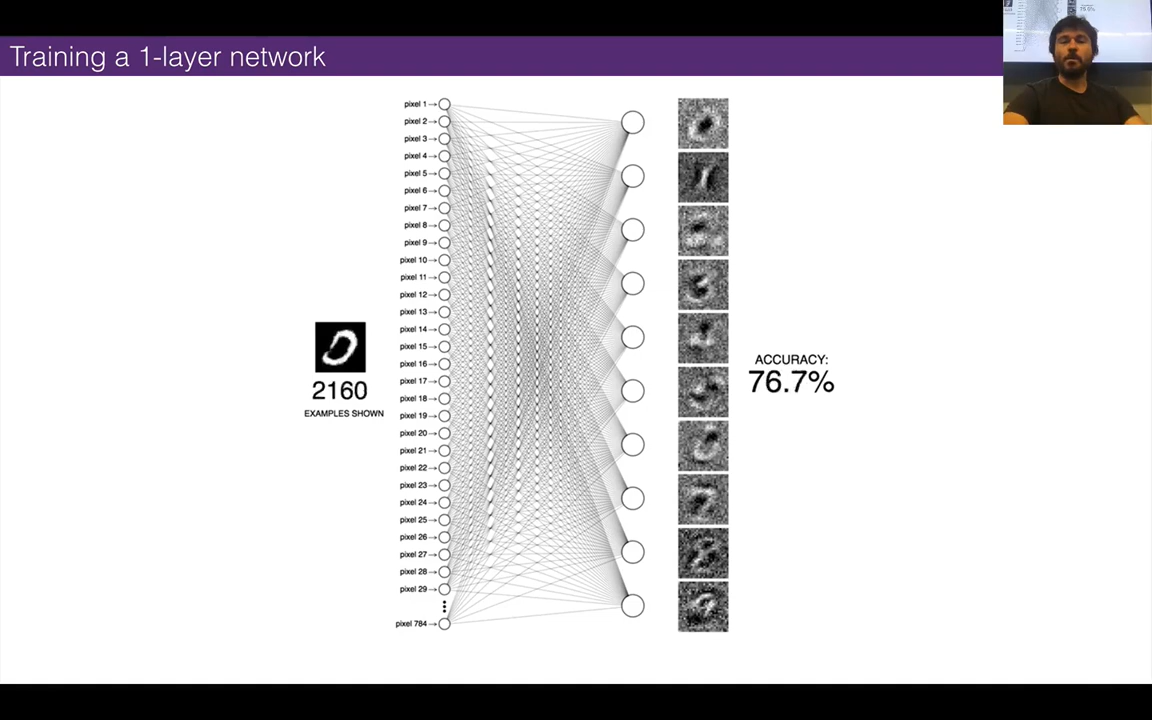 Training a 1-layer network
pixel 1
pixel 2
pixel 3
pixel 4
pixel 5
pixel 6
pixel 7
pixel 8
pixel 9
pixel 10
pixel 11
pixel 12
pixel 13
pixel 14
pixel 15
pixel 16
pixel 17
pixel 18
pixel 19
pixel 20
pixel 21
pixel 22
pixel 23
pixel 24
pixel 25
pixel 26
pixel 27
pixel 28
pixel 29
pixel 784
2160
EXAMPLES SHOWN
ACCURACY:
76.7%